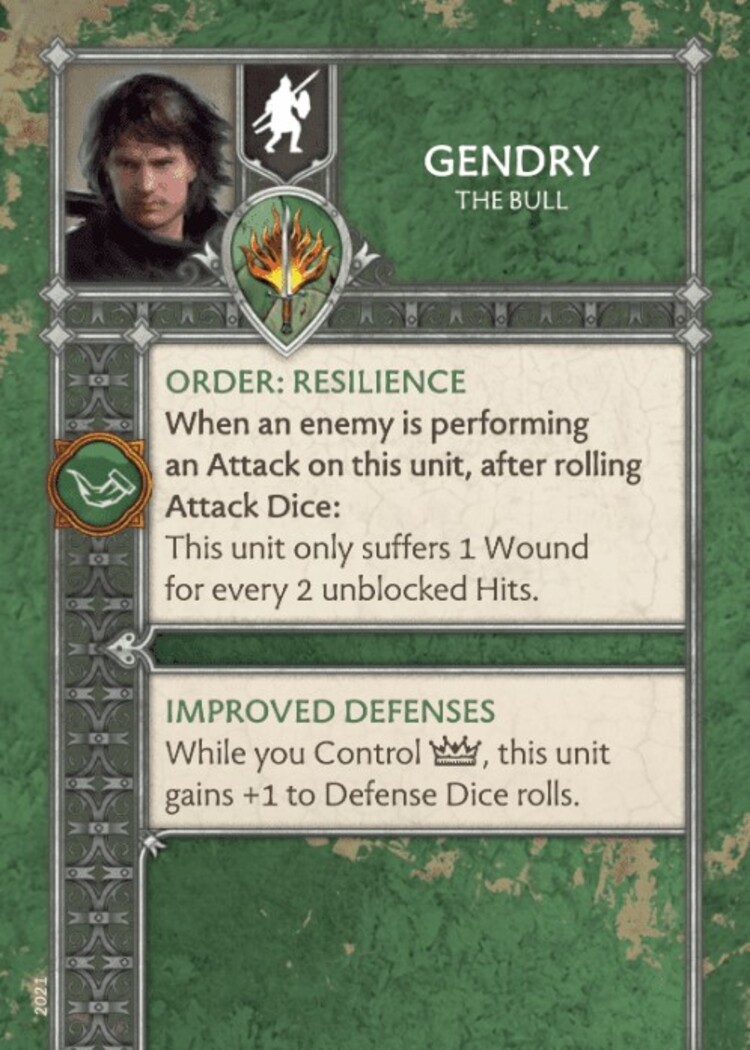 GENDRY
THE BULL
ORDER: RESILIENCE
When an enemy is performing
an Attack on this unit, after rolling
Attack Dice:
This unit only suffers 1 Wound
for every 2 unblocked Hits.
IMPROVED DEFENSES
While you Control , this unit
gains +1 to Defense Dice rolls.
2021